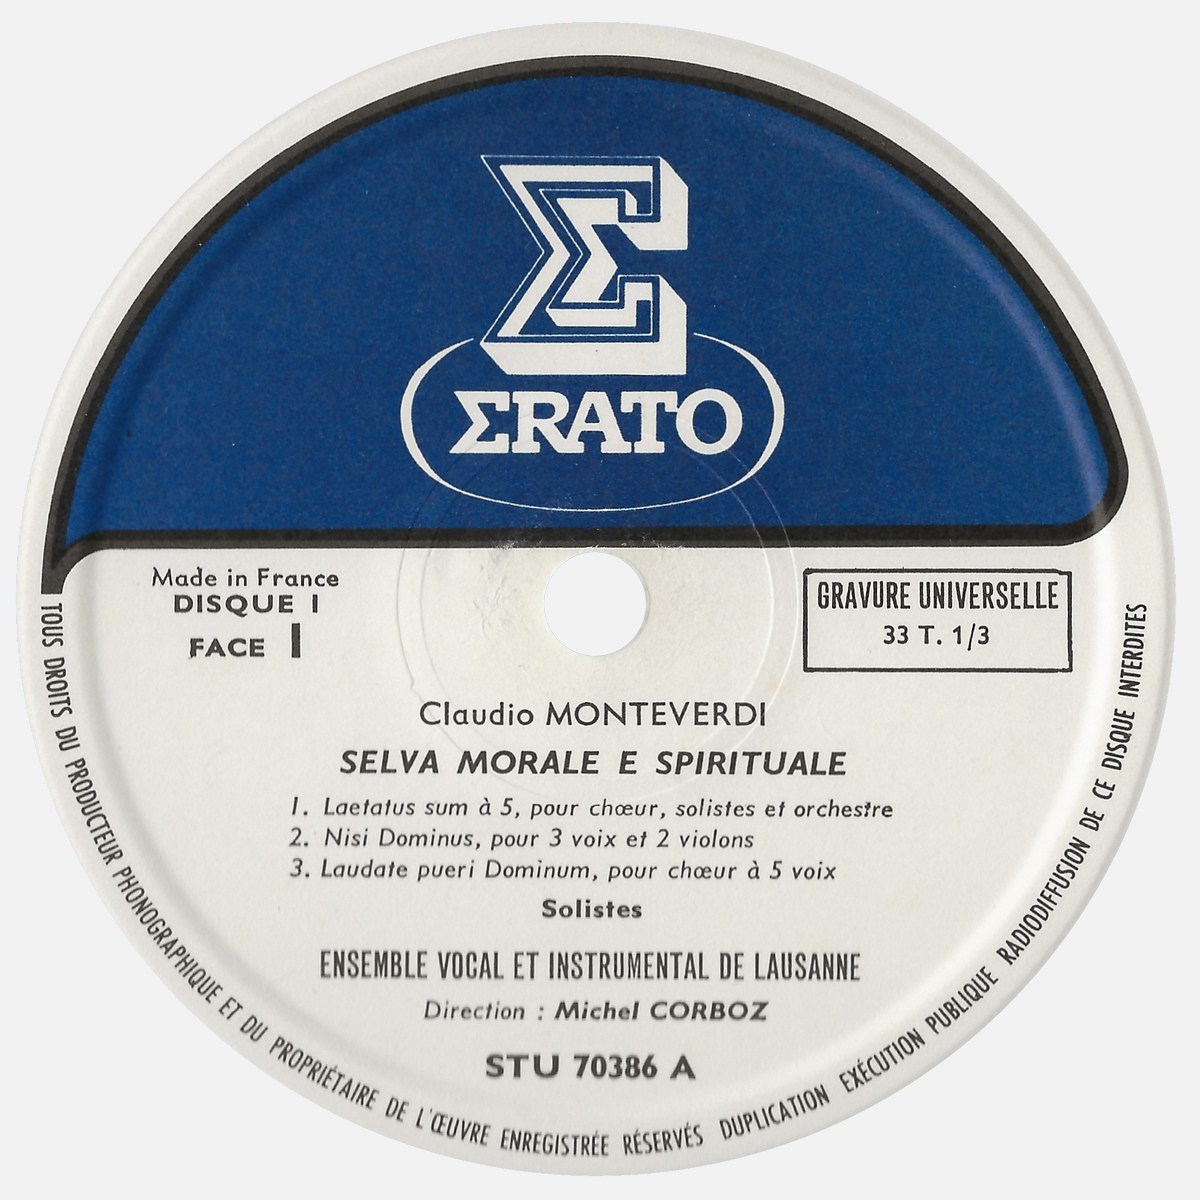 Σ
ΣRATO
Made in France
DISQUE I
FACE I
GRAVURE UNIVERSELLE
33 T. 1/3
Claudio MONTEVERDI
SELVA MORALE E SPIRITUALE
1. Laetatus sum à 5, pour chœur, solistes et orchestre
2. Nisi Dominus, pour 3 voix et 2 violons
3. Laudate pueri Dominum, pour chœur à 5 voix
Solistes
ENSEMBLE VOCAL ET INSTRUMENTAL DE LAUSANNE
Direction : Michel CORBOZ
STU 70386 A
TOUS DROITS DU PRODUCTEUR PHONOGRAPHIQUE ET DU PROPRIÉTAIRE DE L'ŒUVRE ENREGISTRÉE RÉSERVÉS DUPLICATION EXÉCUTION PUBLIQUE RADIODIFFUSION DE CE DISQUE INTERDITES